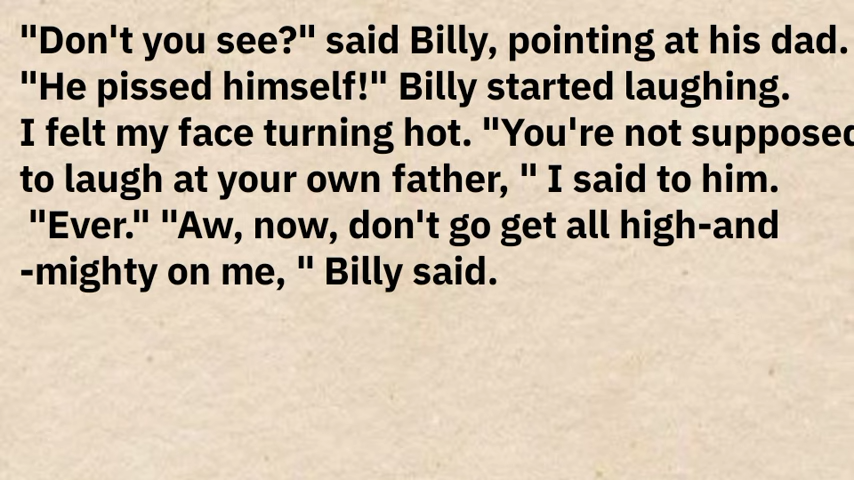 "Don't you see?" said Billy, pointing at his dad.
"He pissed himself!" Billy started laughing.
I felt my face turning hot. "You're not supposed
to laugh at your own father, " I said to him.
"Ever." "Aw, now, don't go get all high-and
-mighty on me, " Billy said.